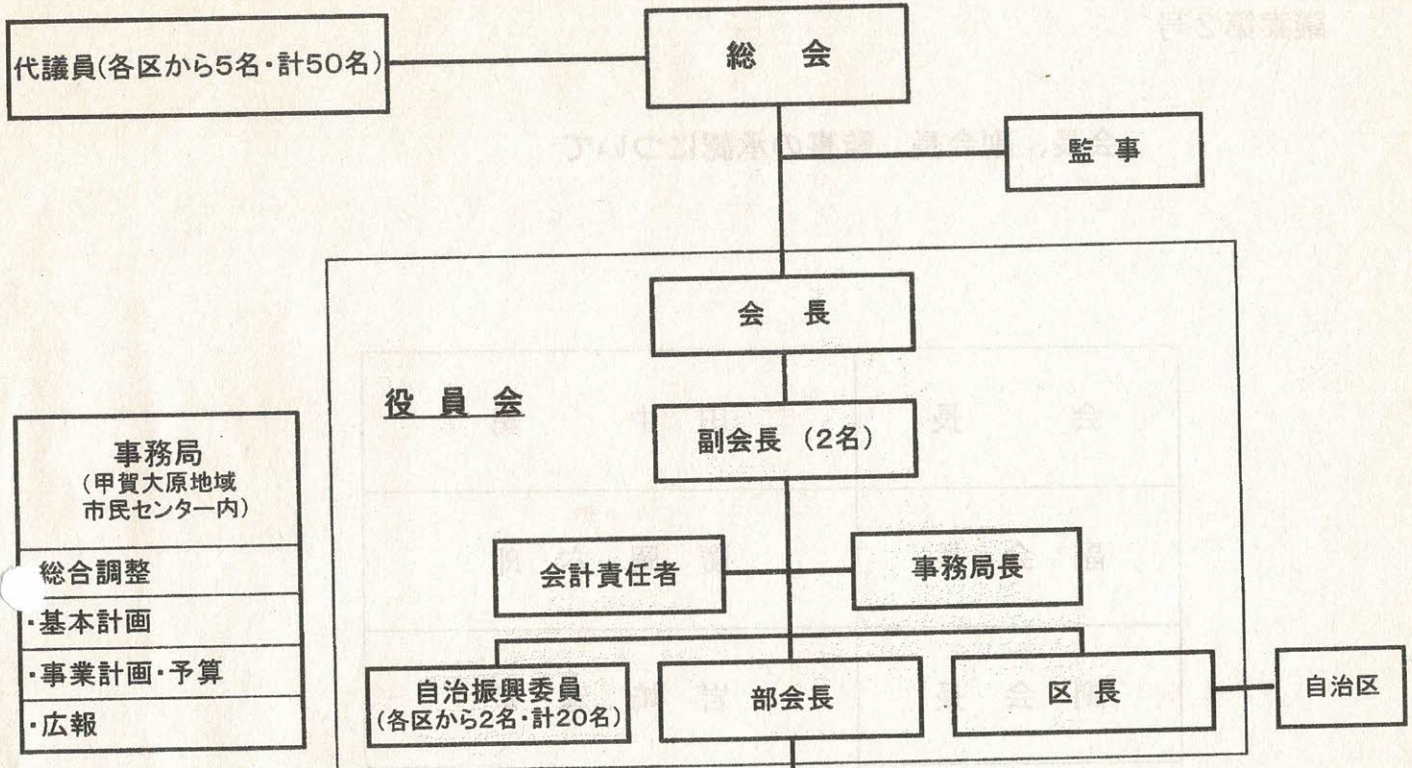 代議員(各区から5名・計50名)
総 会
監 事
会 長
役 員 会
副会長 (2名)
事務局
(甲賀大原地域
市民センター内)
総合調整
・基本計画
・事業計画・予算
・広報
会計責任者
事務局長
自治振興委員
(各区から2名・計20名)
部会長
区 長
自治区